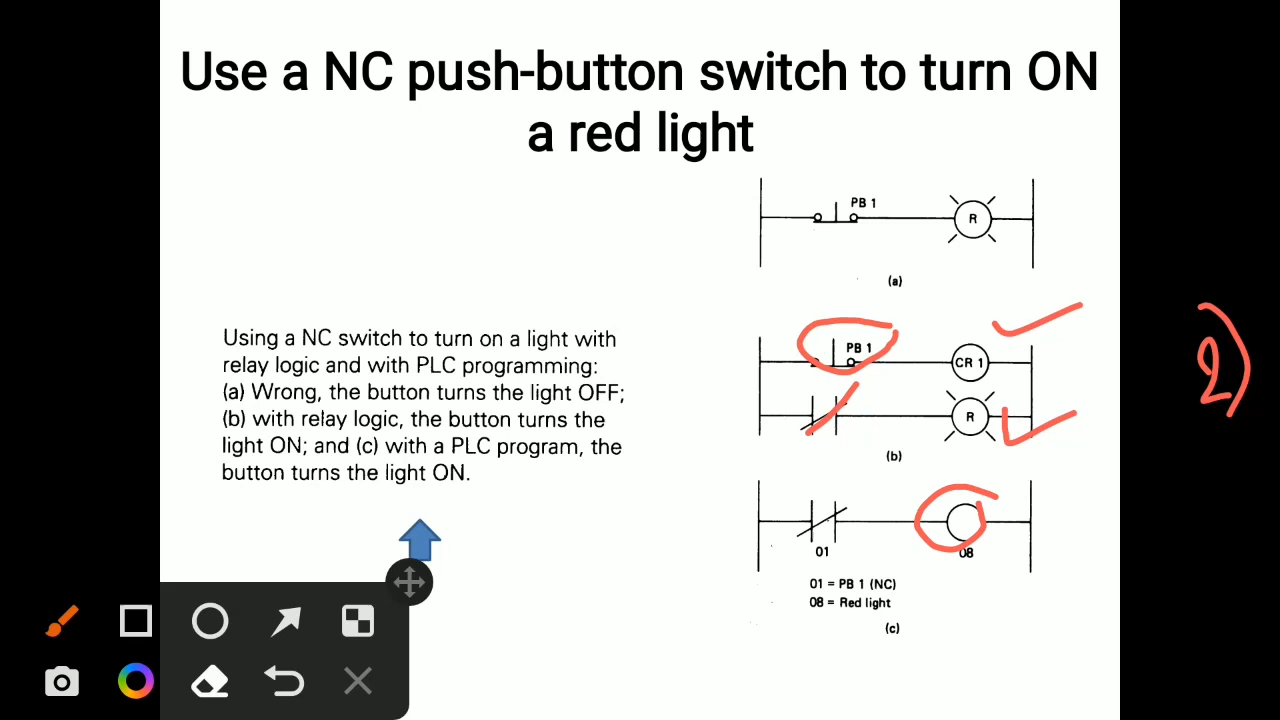 Use a NC push-button switch to turn ON
a red light
PB 1
R
(a)
Using a NC switch to turn on a light with
relay logic and with PLC programming:
(a) Wrong, the button turns the light OFF;
(b) with relay logic, the button turns the
light ON; and (c) with a PLC program, the
button turns the light ON.
PB 1
CR 1
R
(b)
01
08
01 = PB 1 (NC)
08 = Red light
(c)
2)